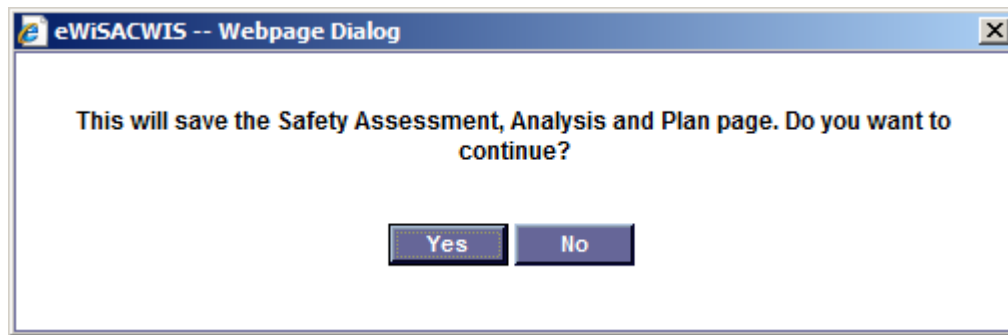 eWiSACWIS -- Webpage Dialog
This will save the Safety Assessment, Analysis and Plan page. Do you want to
continue?
Yes No